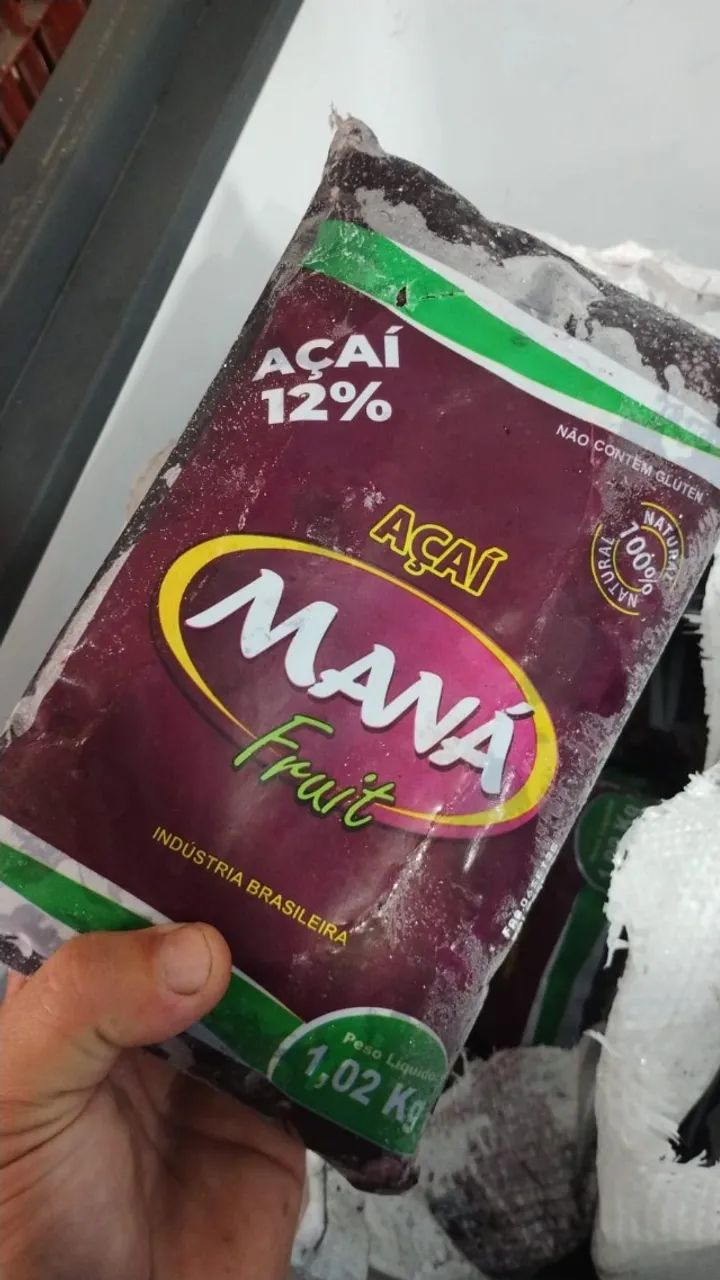 AÇAÍ
12%
NÃO CONTÉM GLÚTEN
NATURAL
100%
NATURAL
AÇAÍ
MANÁ
Fruit
INDÚSTRIA BRASILEIRA
Peso Líquido:
1,02 Kg